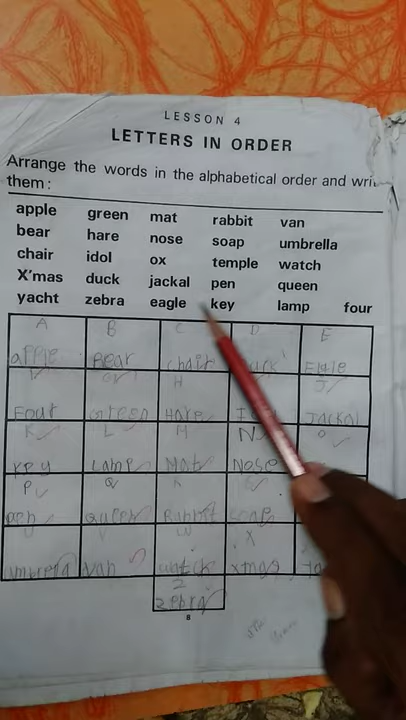 LESSON 4
LETTERS IN ORDER
Arrange the words in the alphabetical order and
them:
apple green mat rabbit van
bear hare nose soap umbrella
chair idol ox temple watch
X'mas duck jackal pen queen
yacht zebra eagle key lamp four
A B C D E
apple Bear chair
H J
Four Green Hare Jackal
K L M N O
key Lamp Mat Nose
P Q
pen Queen Rabbit soap
X
umbrella van xmas
Z
zebra
8